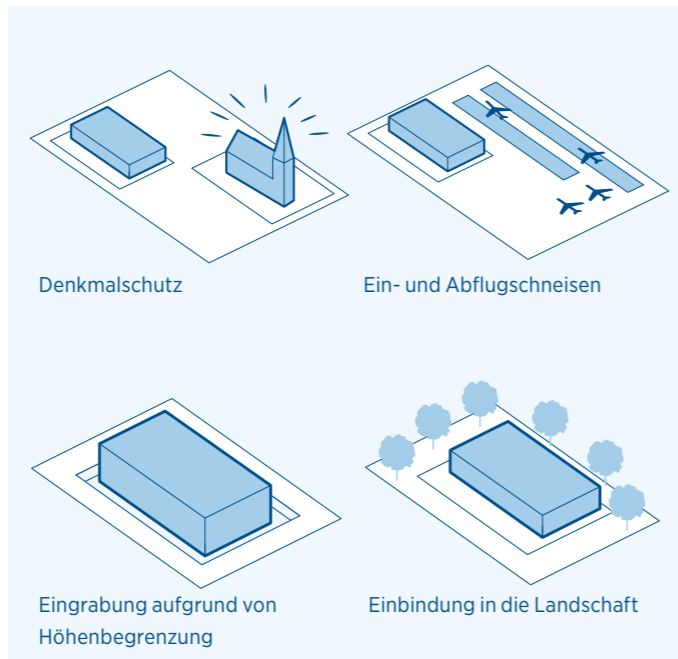 Denkmalschutz
Ein- und Abflugschneisen
Eingrabung aufgrund von
Höhenbegrenzung
Einbindung in die Landschaft